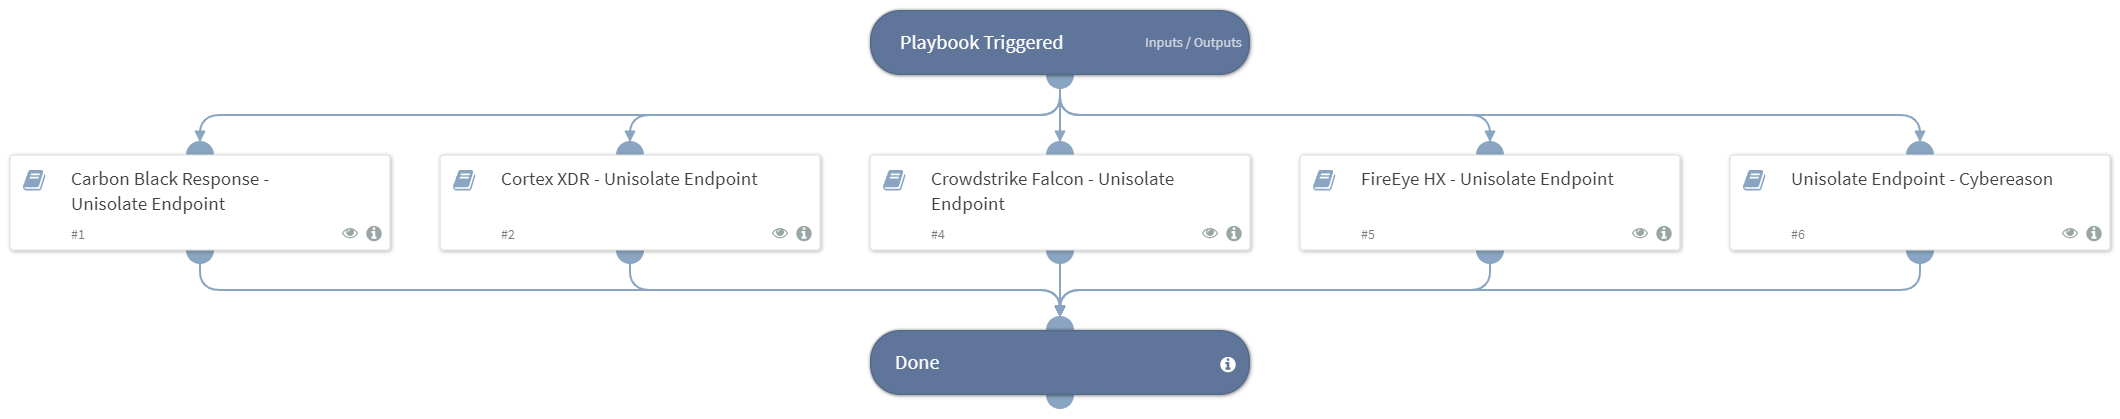 Playbook Triggered
Inputs / Outputs
Carbon Black Response -
Unisolate Endpoint
#1
Cortex XDR - Unisolate Endpoint
#2
Crowdstrike Falcon - Unisolate
Endpoint
#4
FireEye HX - Unisolate Endpoint
#5
Unisolate Endpoint - Cybereason
#6
Done